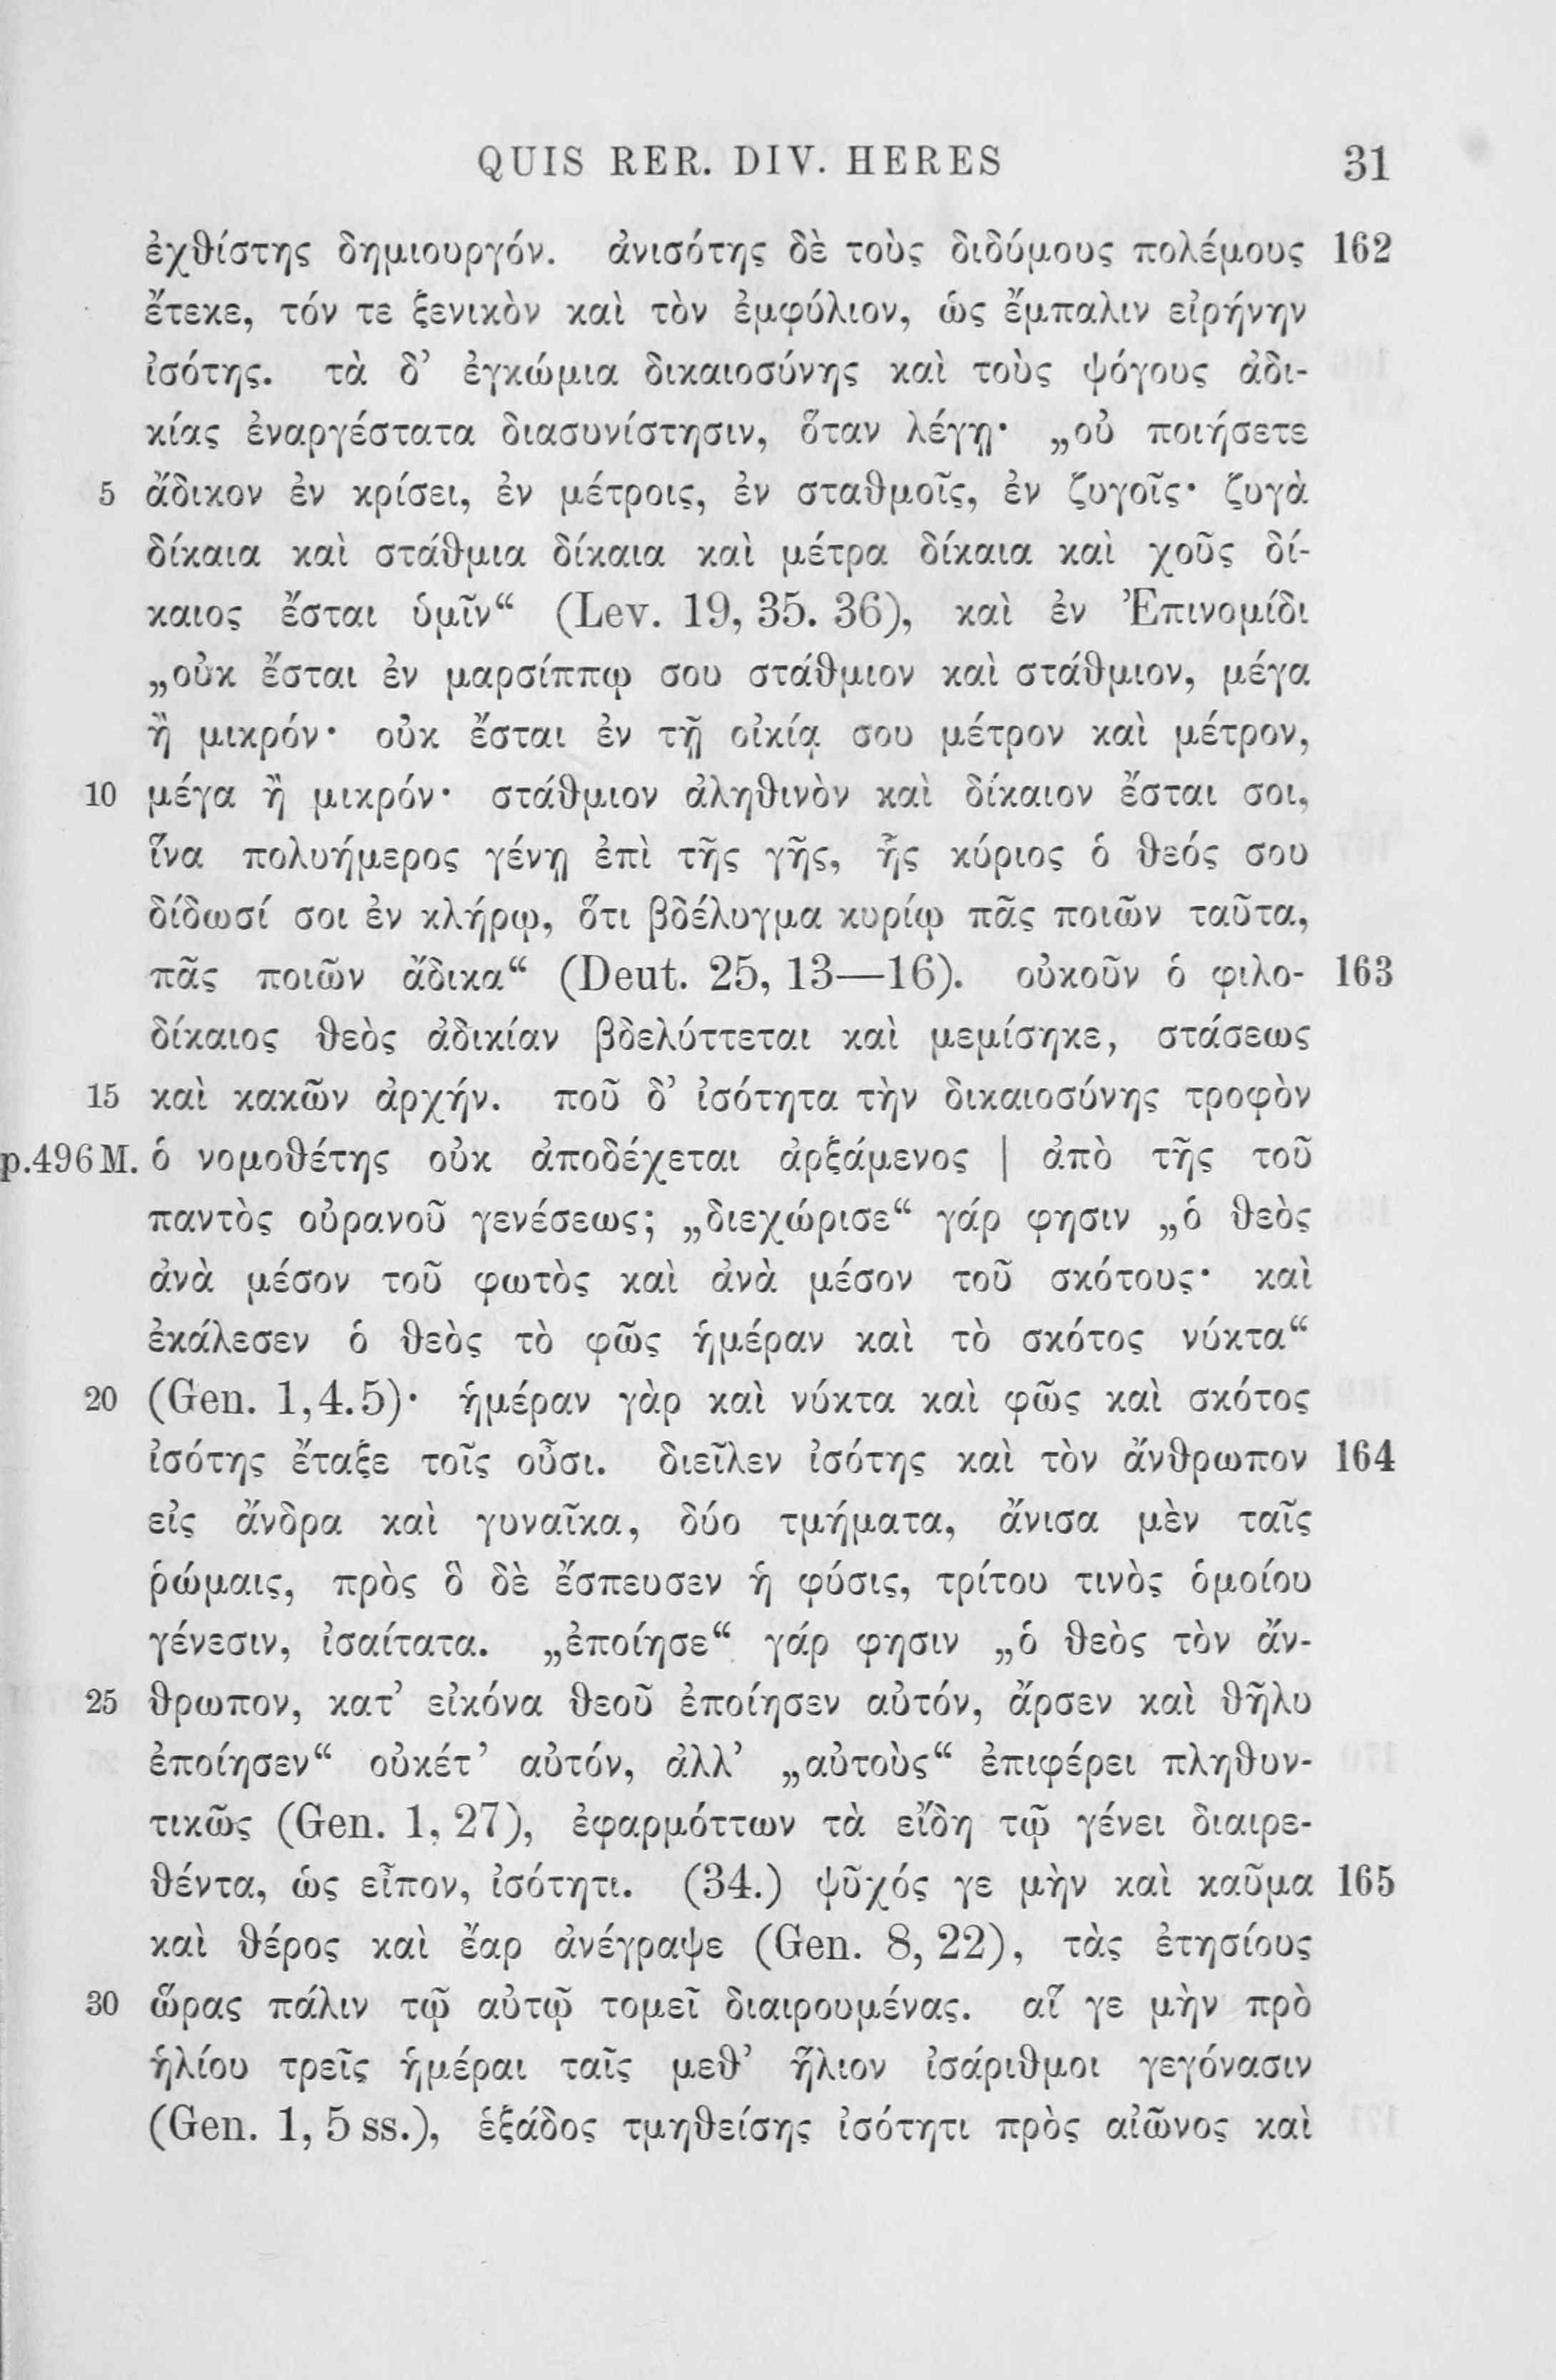 QUIS RER. DIV. HERES 31
ἐχθίστης δημιουργόν. ἀνισότης δὲ τοὺς διδύμους πολέμους 162
ἔτεκε, τόν τε ξενικὸν καὶ τὸν ἐμφύλιον, ὡς ἔμπαλιν εἰρήνην
ἰσότης. τὰ δ’ ἐγκώμια δικαιοσύνης καὶ τοὺς ψόγους ἀδι-
κίας ἐναργέστατα διασυνίστησιν, ὅταν λέγῃ· „οὐ ποιήσετε
5 ἄδικον ἐν κρίσει, ἐν μέτροις, ἐν σταθμοῖς, ἐν ζυγοῖς· ζυγὰ
δίκαια καὶ στάθμια δίκαια καὶ μέτρα δίκαια καὶ χοῦς δί-
καιος ἔσται ὑμῖν“ (Lev. 19, 35. 36), καὶ ἐν Ἐπινομίδι
„οὐκ ἔσται ἐν μαρσίππῳ σου στάθμιον καὶ στάθμιον, μέγα
ἢ μικρόν· οὐκ ἔσται ἐν τῇ οἰκίᾳ σου μέτρον καὶ μέτρον,
10 μέγα ἢ μικρόν· στάθμιον ἀληθινὸν καὶ δίκαιον ἔσται σοι,
ἵνα πολυήμερος γένῃ ἐπὶ τῆς γῆς, ἧς κύριος ὁ θεός σου
δίδωσί σοι ἐν κλήρῳ, ὅτι βδέλυγμα κυρίῳ πᾶς ποιῶν ταῦτα,
πᾶς ποιῶν ἄδικα“ (Deut. 25, 13—16). οὐκοῦν ὁ φιλο- 163
δίκαιος θεὸς ἀδικίαν βδελύττεται καὶ μεμίσηκε, στάσεως
15 καὶ κακῶν ἀρχήν. ποῦ δ’ ἰσότητα τὴν δικαιοσύνης τροφὸν
p.496 M. ὁ νομοθέτης οὐκ ἀποδέχεται ἀρξάμενος | ἀπὸ τῆς τοῦ
παντὸς οὐρανοῦ γενέσεως; „διεχώρισε“ γάρ φησιν „ὁ θεὸς
ἀνὰ μέσον τοῦ φωτὸς καὶ ἀνὰ μέσον τοῦ σκότους· καὶ
ἐκάλεσεν ὁ θεὸς τὸ φῶς ἡμέραν καὶ τὸ σκότος νύκτα“
20 (Gen. 1, 4. 5)· ἡμέραν γὰρ καὶ νύκτα καὶ φῶς καὶ σκότος
ἰσότης ἔταξε τοῖς οὖσι. διεῖλεν ἰσότης καὶ τὸν ἄνθρωπον 164
εἰς ἄνδρα καὶ γυναῖκα, δύο τμήματα, ἄνισα μὲν ταῖς
ῥώμαις, πρὸς ὃ δὲ ἔσπευσεν ἡ φύσις, τρίτου τινὸς ὁμοίου
γένεσιν, ἰσαίτατα. „ἐποίησε“ γάρ φησιν „ὁ θεὸς τὸν ἄν-
25 θρωπον, κατ’ εἰκόνα θεοῦ ἐποίησεν αὐτόν, ἄρσεν καὶ θῆλυ
ἐποίησεν“ οὐκέτ’ αὐτόν, ἀλλ’ „αὐτοὺς“ ἐπιφέρει πληθυν-
τικῶς (Gen. 1, 27), ἐφαρμόττων τὰ εἴδη τῷ γένει διαιρε-
θέντα, ὡς εἶπον, ἰσότητι. (34.) ψῦχός γε μὴν καὶ καῦμα 165
καὶ θέρος καὶ ἔαρ ἀνέγραψε (Gen. 8, 22), τὰς ἐτησίους
30 ὥρας πάλιν τῷ αὐτῷ τομεῖ διαιρουμένας. αἵ γε μὴν πρὸ
ἡλίου τρεῖς ἡμέραι ταῖς μεθ’ ἥλιον ἰσάριθμοι γεγόνασιν
(Gen. 1, 5 ss.), ἑξάδος τμηθείσης ἰσότητι πρὸς αἰῶνος καὶ